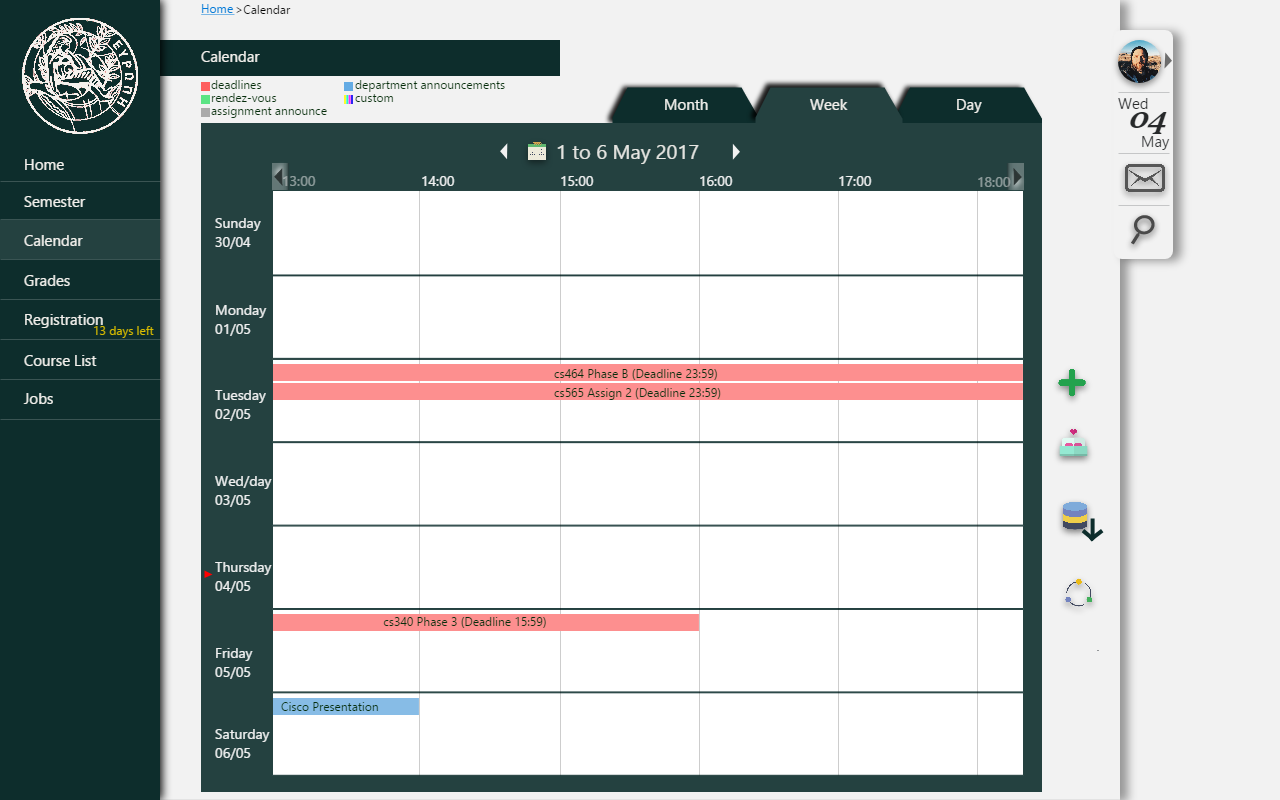 Home >Calendar
ΕΥΡΩΠΗ
Calendar
deadlines
department announcements
rendez-vous
custom
assignment announce
Month
Week
Day
1 to 6 May 2017
13:00
14:00
15:00
16:00
17:00
18:00
Home
Semester
Calendar
Grades
Registration
13 days left
Course List
Jobs
Sunday
30/04
Monday
01/05
cs464 Phase B (Deadline 23:59)
cs565 Assign 2 (Deadline 23:59)
Tuesday
02/05
Wed/day
03/05
Thursday
04/05
cs340 Phase 3 (Deadline 15:59)
Friday
05/05
Cisco Presentation
Saturday
06/05
Wed
04
May